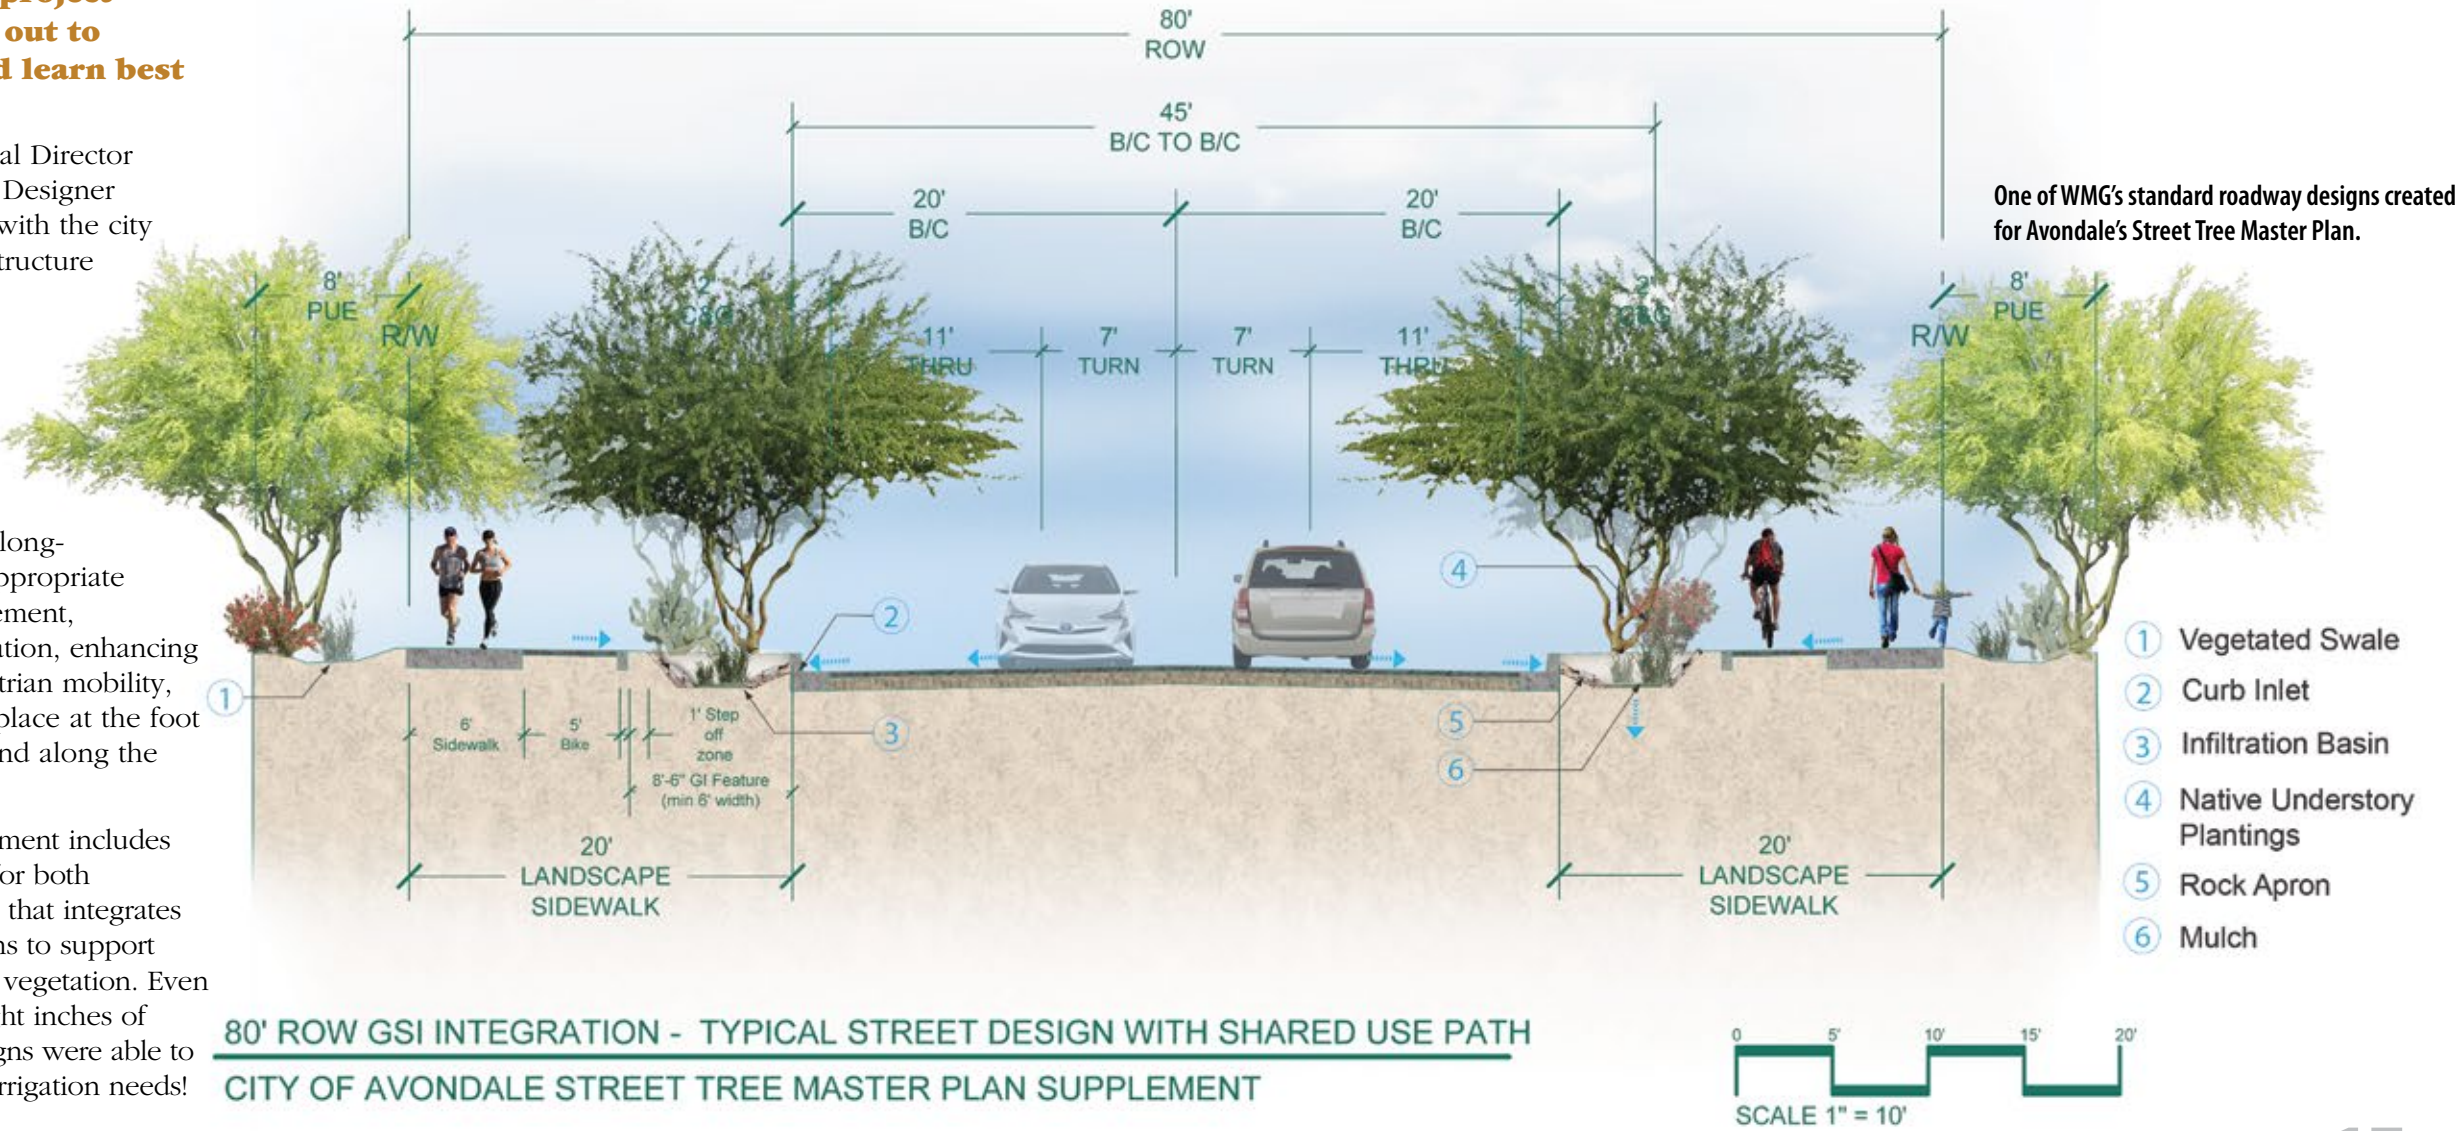 project
out to
learn best
al Director
Designer
with the city
tructure
long-
ppropriate
ement,
ation, enhancing
trian mobility,
place at the foot
nd along the
ment includes
or both
that integrates
ns to support
vegetation. Even
ht inches of
gns were able to
rrigation needs!
80'
ROW
45'
B/C TO B/C
20'
B/C
20'
B/C
One of WMG's standard roadway designs created
for Avondale's Street Tree Master Plan.
8'
PUE
R/W
2'
C&G
11'
THRU
7'
TURN
7'
TURN
11'
THRU
2'
C&G
R/W
8'
PUE
1
2
3
4
5
6
6'
Sidewalk
5'
Bike
1' Step
off
zone
8'-6" GI Feature
(min 6' width)
20'
LANDSCAPE
SIDEWALK
20'
LANDSCAPE
SIDEWALK
1 Vegetated Swale
2 Curb Inlet
3 Infiltration Basin
4 Native Understory
Plantings
5 Rock Apron
6 Mulch
80' ROW GSI INTEGRATION - TYPICAL STREET DESIGN WITH SHARED USE PATH
CITY OF AVONDALE STREET TREE MASTER PLAN SUPPLEMENT
0 5' 10' 15' 20'
SCALE 1" = 10'